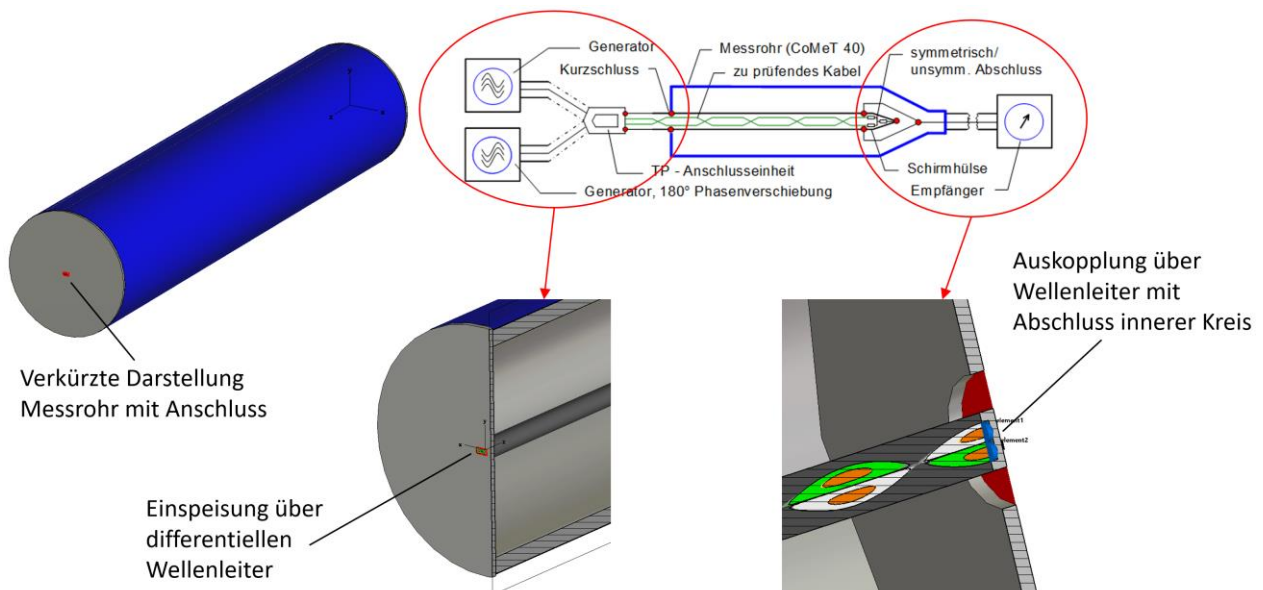 Generator
Kurzschluss
Messrohr (CoMeT 40)
zu prüfendes Kabel
symmetrisch/
unsymm. Abschluss
TP - Anschlusseinheit
Generator, 180° Phasenverschiebung
Schirmhülse
Empfänger
Verkürzte Darstellung
Messrohr mit Anschluss
Einspeisung über
differentiellen
Wellenleiter
Auskopplung über
Wellenleiter mit
Abschluss innerer Kreis
element1
element2
y
x
z
y
x
z